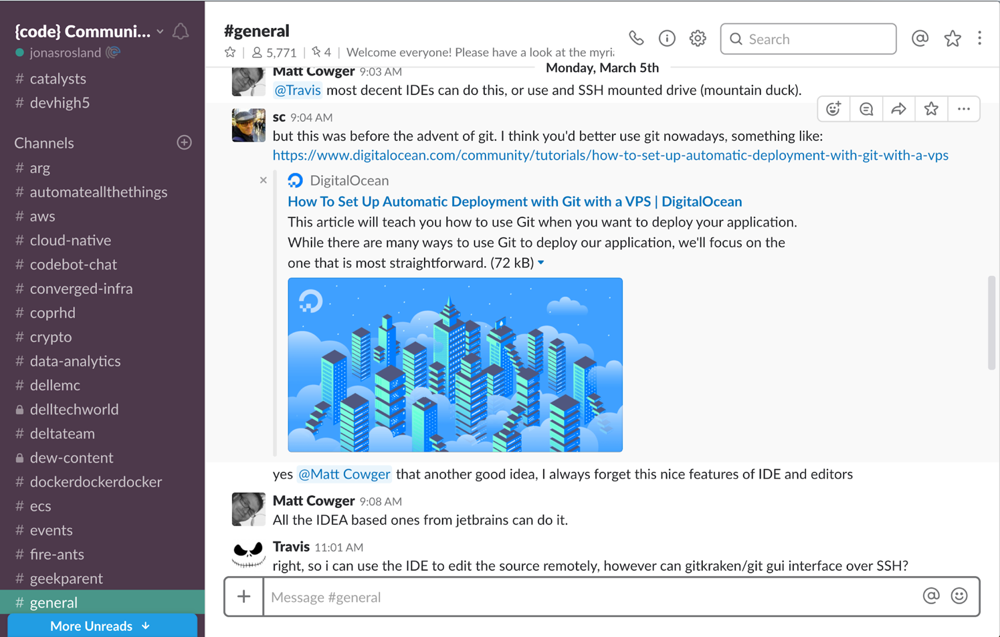 {code} Communi...
jonasrosland
# catalysts
# devhigh5
Channels
# arg
# automateallthethings
# aws
# cloud-native
# codebot-chat
# converged-infra
# coprhd
# crypto
# data-analytics
# dellemc
delltechworld
# deltateam
dew-content
# dockerdockerdocker
# ecs
# events
# fire-ants
# geekparent
# general
More Unreads ↓
#general
5,771 | 4 | Welcome everyone! Please have a look at the myri
Search
Monday, March 5th
Matt Cowger 9:03 AM
@Travis most decent IDEs can do this, or use and SSH mounted drive (mountain duck).
sc 9:04 AM
but this was before the advent of git. I think you'd better use git nowadays, something like:
https://www.digitalocean.com/community/tutorials/how-to-set-up-automatic-deployment-with-git-with-a-vps
DigitalOcean
How To Set Up Automatic Deployment with Git with a VPS | DigitalOcean
This article will teach you how to use Git when you want to deploy your application.
While there are many ways to use Git to deploy our application, we'll focus on the
one that is most straightforward. (72 kB)
yes @Matt Cowger that another good idea, I always forget this nice features of IDE and editors
Matt Cowger 9:08 AM
All the IDEA based ones from jetbrains can do it.
Travis 11:01 AM
right, so i can use the IDE to edit the source remotely, however can gitkraken/git gui interface over SSH?
Message #general